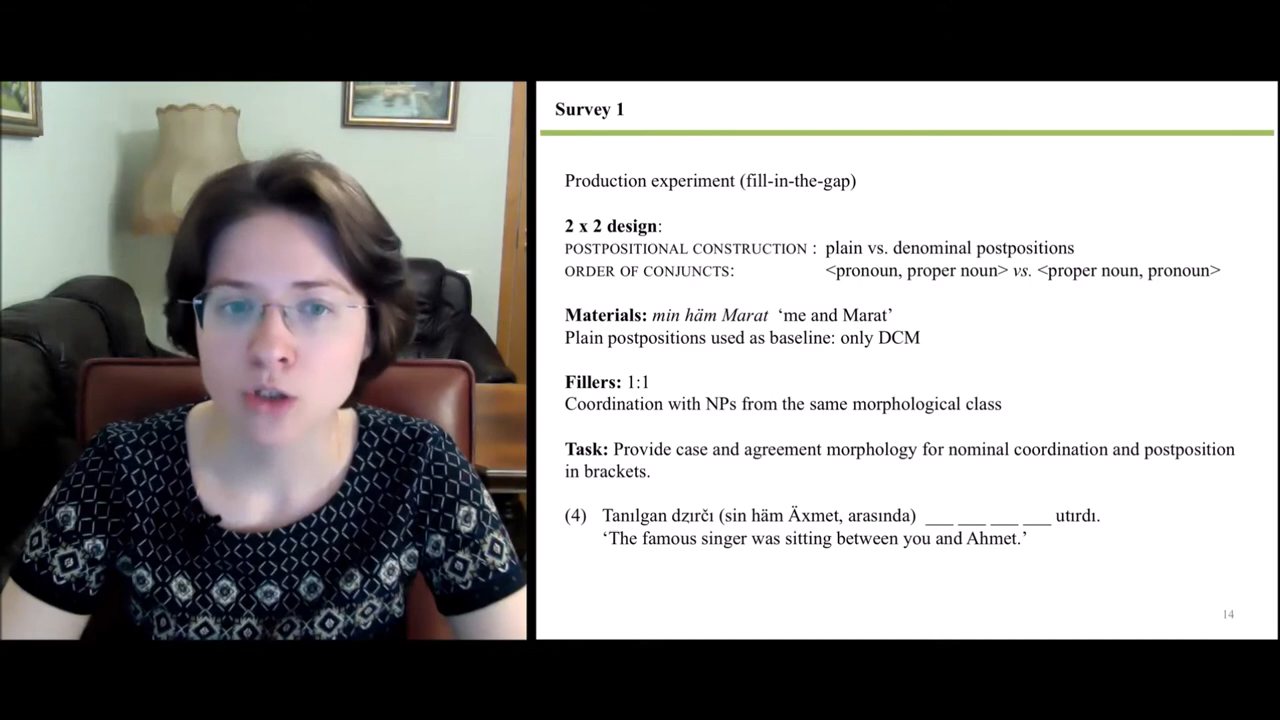 Survey 1
Production experiment (fill-in-the-gap)
2 x 2 design:
POSTPOSITIONAL CONSTRUCTION : plain vs. denominal postpositions
ORDER OF CONJUNCTS: <pronoun, proper noun> vs. <proper noun, pronoun>
Materials: min häm Marat ‘me and Marat’
Plain postpositions used as baseline: only DCM
Fillers: 1:1
Coordination with NPs from the same morphological class
Task: Provide case and agreement morphology for nominal coordination and postposition
in brackets.
(4) Tanılgan dzırčı (sin häm Äxmet, arasında) ___ ___ ___ ___ utırdı.
‘The famous singer was sitting between you and Ahmet.’
14